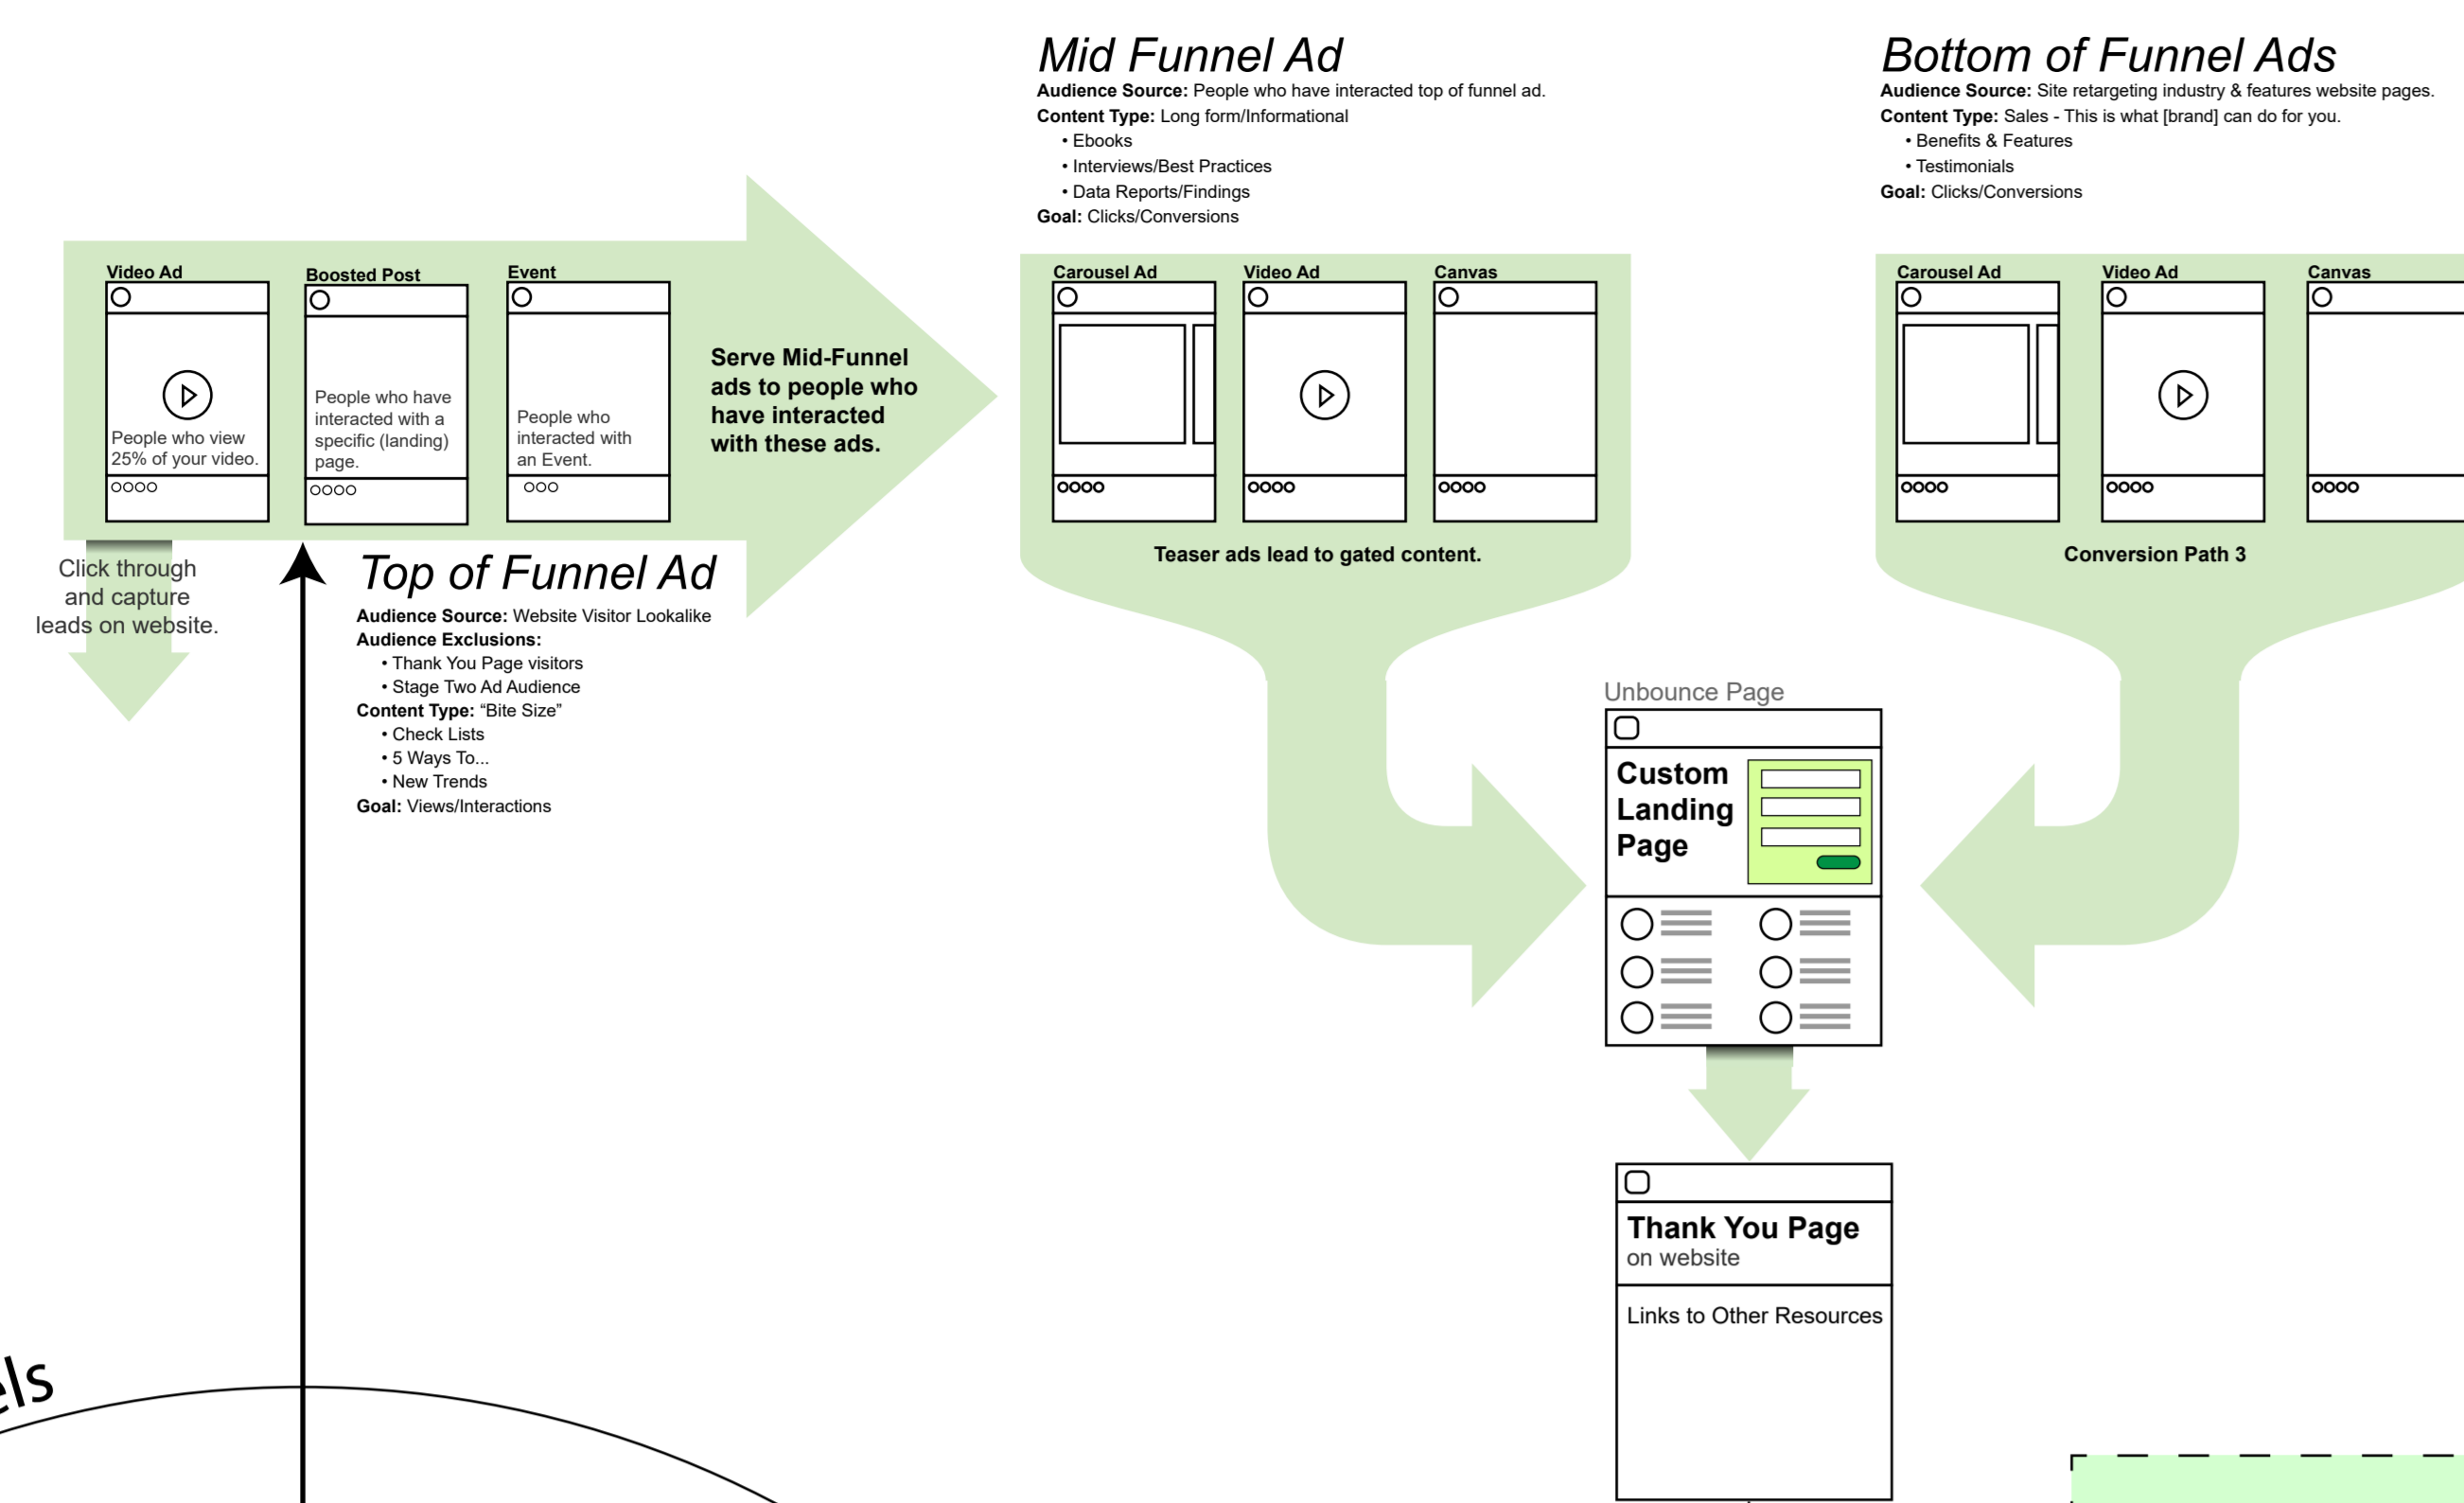 Mid Funnel Ad
Audience Source: People who have interacted top of funnel ad.
Content Type: Long form/Informational
• Ebooks
• Interviews/Best Practices
• Data Reports/Findings
Goal: Clicks/Conversions
Bottom of Funnel Ads
Audience Source: Site retargeting industry & features website pages.
Content Type: Sales - This is what [brand] can do for you.
• Benefits & Features
• Testimonials
Goal: Clicks/Conversions
Video Ad
People who view
25% of your video.
Boosted Post
People who have
interacted with a
specific (landing)
page.
Event
People who
interacted with
an Event.
Serve Mid-Funnel
ads to people who
have interacted
with these ads.
Carousel Ad
Video Ad
Canvas
Teaser ads lead to gated content.
Carousel Ad
Video Ad
Canvas
Conversion Path 3
Click through
and capture
leads on website.
Top of Funnel Ad
Audience Source: Website Visitor Lookalike
Audience Exclusions:
• Thank You Page visitors
• Stage Two Ad Audience
Content Type: “Bite Size”
• Check Lists
• 5 Ways To...
• New Trends
Goal: Views/Interactions
Unbounce Page
Custom
Landing
Page
Thank You Page
on website
Links to Other Resources